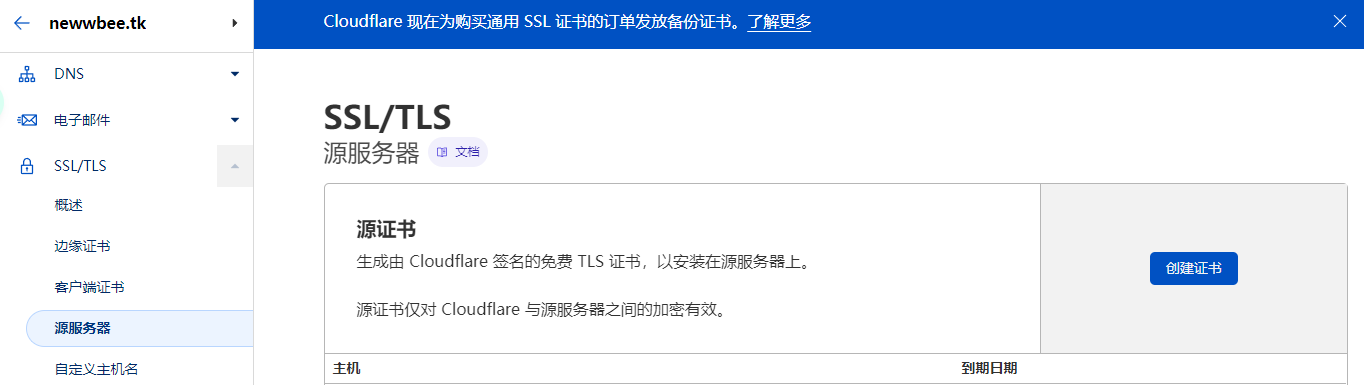 newwbee.tk
Cloudflare 现在为购买通用 SSL 证书的订单发放备份证书。了解更多
DNS
电子邮件
SSL/TLS
概述
边缘证书
客户端证书
源服务器
自定义主机名
SSL/TLS
源服务器 文档
源证书
生成由 Cloudflare 签名的免费 TLS 证书，以安装在源服务器上。
源证书仅对 Cloudflare 与源服务器之间的加密有效。
创建证书
主机 到期日期